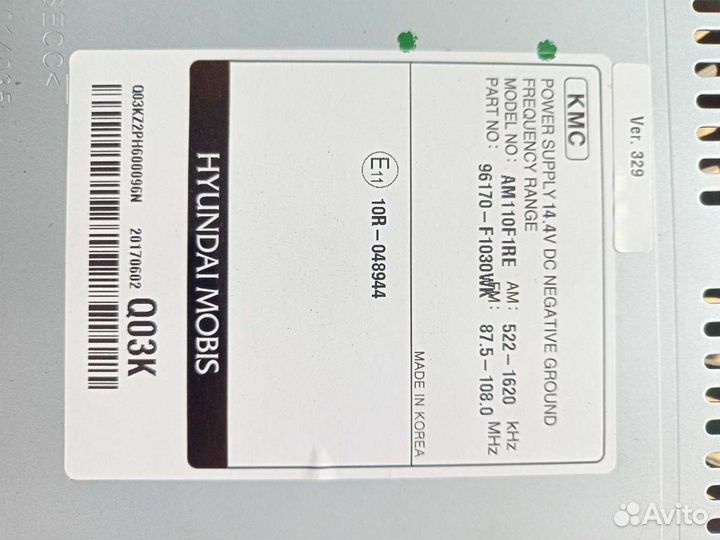 Ver. 329
KMC
POWER SUPPLY 14.4V DC NEGATIVE GROUND
FREQUENCY RANGE
MODEL NO: AM110F1RE AM: 522-1620 kHz
PART NO: 96170-F1030WK FM: 87.5-108.0 MHz
MADE IN KOREA
E11 10R-048944
HYUNDAI MOBIS
Q03KZ2PH600096N 20170602 Q03K
Avito